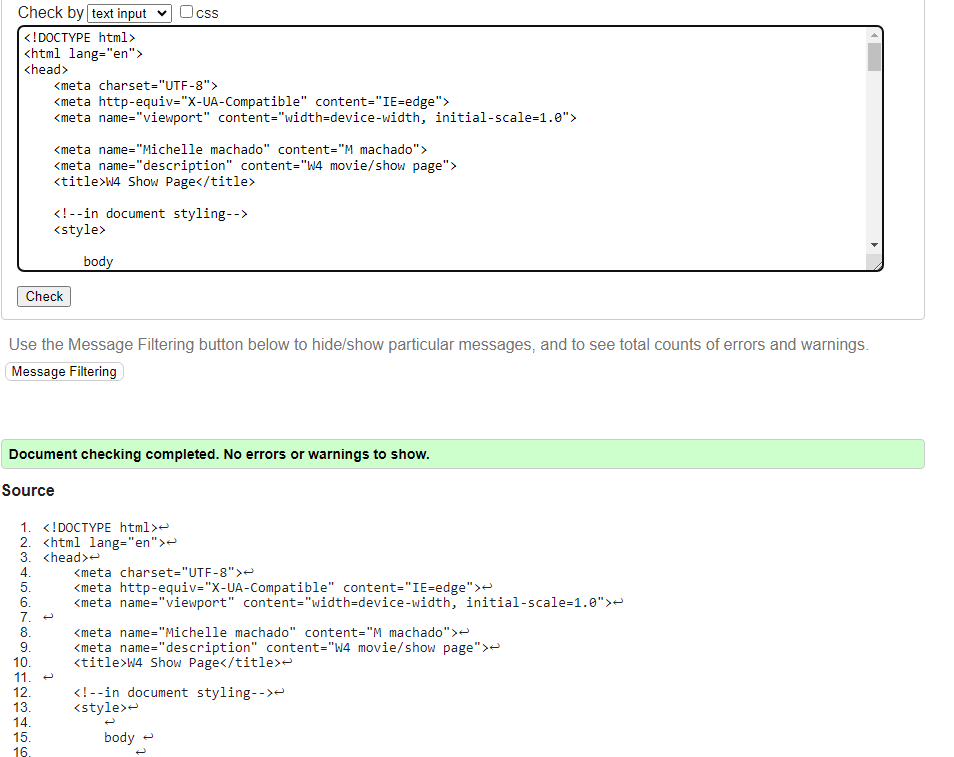 Check by text input css
<!DOCTYPE html>
<html lang="en">
<head>
    <meta charset="UTF-8">
    <meta http-equiv="X-UA-Compatible" content="IE=edge">
    <meta name="viewport" content="width=device-width, initial-scale=1.0">

    <meta name="Michelle machado" content="M machado">
    <meta name="description" content="W4 movie/show page">
    <title>W4 Show Page</title>

    <!--in document styling-->
    <style>

        body
Check
Use the Message Filtering button below to hide/show particular messages, and to see total counts of errors and warnings.
Message Filtering
Document checking completed. No errors or warnings to show.
Source
1. <!DOCTYPE html>↩
2. <html lang="en">↩
3. <head>↩
4.     <meta charset="UTF-8">↩
5.     <meta http-equiv="X-UA-Compatible" content="IE=edge">↩
6.     <meta name="viewport" content="width=device-width, initial-scale=1.0">↩
7. ↩
8.     <meta name="Michelle machado" content="M machado">↩
9.     <meta name="description" content="W4 movie/show page">↩
10.     <title>W4 Show Page</title>↩
11. ↩
12.     <!--in document styling-->↩
13.     <style>↩
14.         ↩
15.         body ↩
16.             ↩